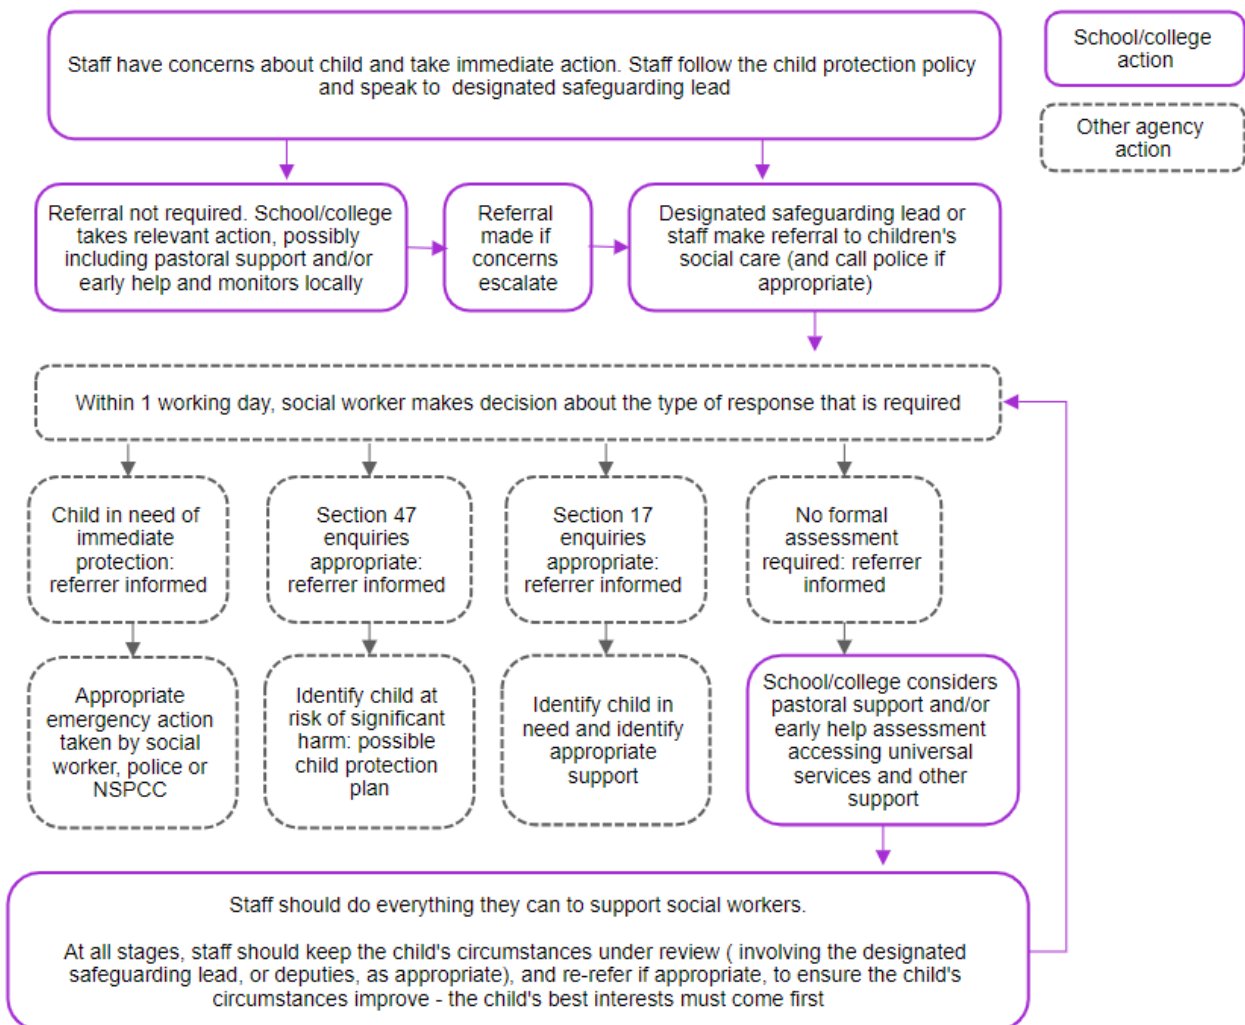 Staff have concerns about child and take immediate action. Staff follow the child protection policy
and speak to  designated safeguarding lead
School/college
action
Other agency
action
Referral not required. School/college
takes relevant action, possibly
including pastoral support and/or
early help and monitors locally
Referral
made if
concerns
escalate
Designated safeguarding lead or
staff make referral to children's
social care (and call police if
appropriate)
Within 1 working day, social worker makes decision about the type of response that is required
Child in need of
immediate
protection:
referrer informed
Section 47
enquiries
appropriate:
referrer informed
Section 17
enquiries
appropriate:
referrer informed
No formal
assessment
required: referrer
informed
Appropriate
emergency action
taken by social
worker, police or
NSPCC
Identify child at
risk of significant
harm: possible
child protection
plan
Identify child in
need and identify
appropriate
support
School/college considers
pastoral support and/or
early help assessment
accessing universal
services and other
support
Staff should do everything they can to support social workers.
At all stages, staff should keep the child's circumstances under review ( involving the designated
safeguarding lead, or deputies, as appropriate), and re-refer if appropriate, to ensure the child's
circumstances improve - the child's best interests must come first